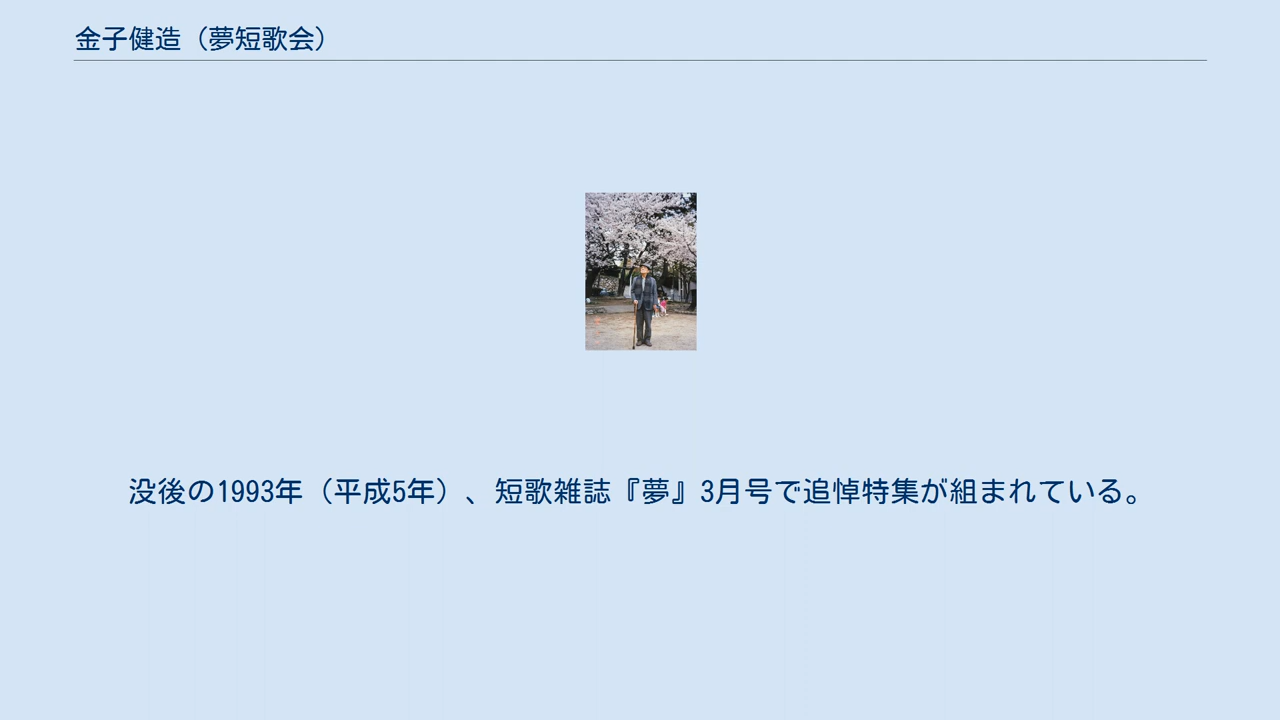 金子健造（夢短歌会）
没後の1993年（平成5年）、短歌雑誌『夢』3月号で追悼特集が組まれている。